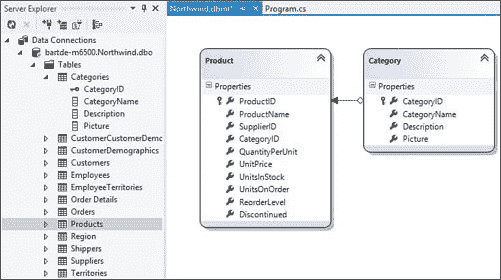 Server Explorer
Data Connections
bartde-m6500.Northwind.dbo
Tables
Categories
CategoryID
CategoryName
Description
Picture
CustomerCustomerDemo
CustomerDemographics
Customers
Employees
EmployeeTerritories
Order Details
Orders
Products
Region
Shippers
Suppliers
Territories
Northwind.dbml*
Program.cs
Product
Properties
ProductID
ProductName
SupplierID
CategoryID
QuantityPerUnit
UnitPrice
UnitsInStock
UnitsOnOrder
ReorderLevel
Discontinued
Category
Properties
CategoryID
CategoryName
Description
Picture